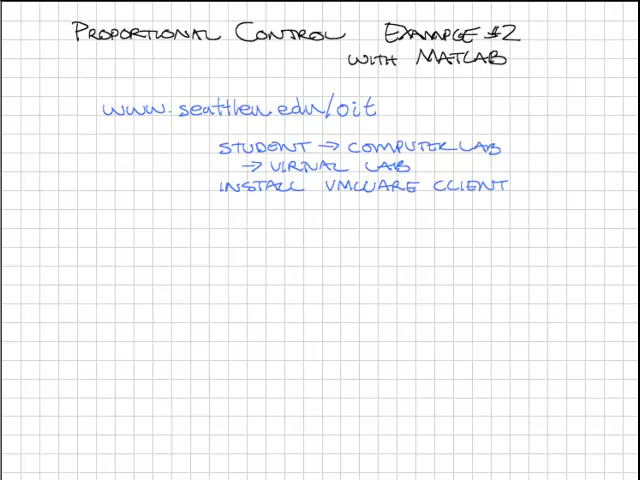 PROPORTIONAL CONTROL EXAMPLE #2
WITH MATLAB
www.seattleu.edu/oit
STUDENT → COMPUTER LAB
→ VIRTUAL LAB
INSTALL VMWARE CLIENT